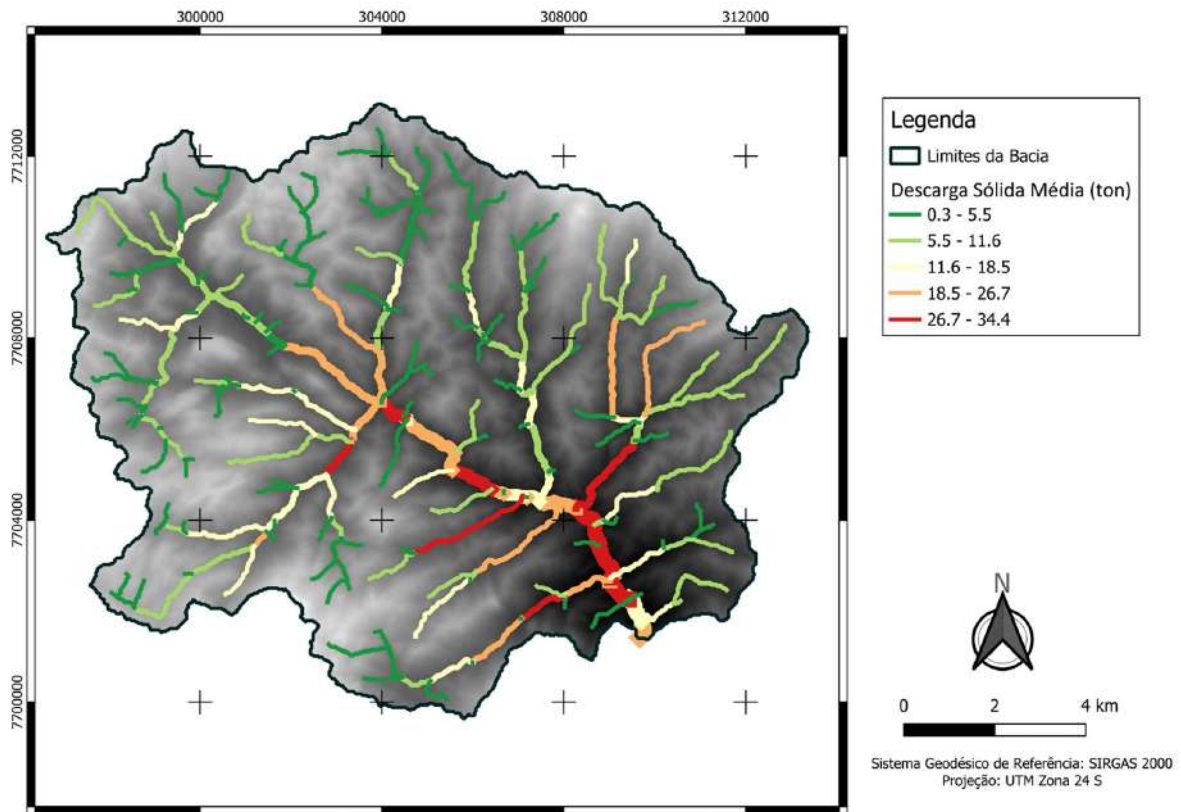 300000 304000 308000 312000
7712000
7708000
7704000
7700000
Legenda
Limites da Bacia
Descarga Sólida Média (ton)
0.3 - 5.5
5.5 - 11.6
11.6 - 18.5
18.5 - 26.7
26.7 - 34.4
N
0 2 4 km
Sistema Geodésico de Referência: SIRGAS 2000
Projeção: UTM Zona 24 S